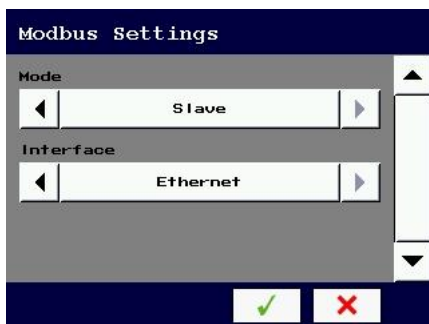 Modbus Settings
Mode
Slave
Interface
Ethernet